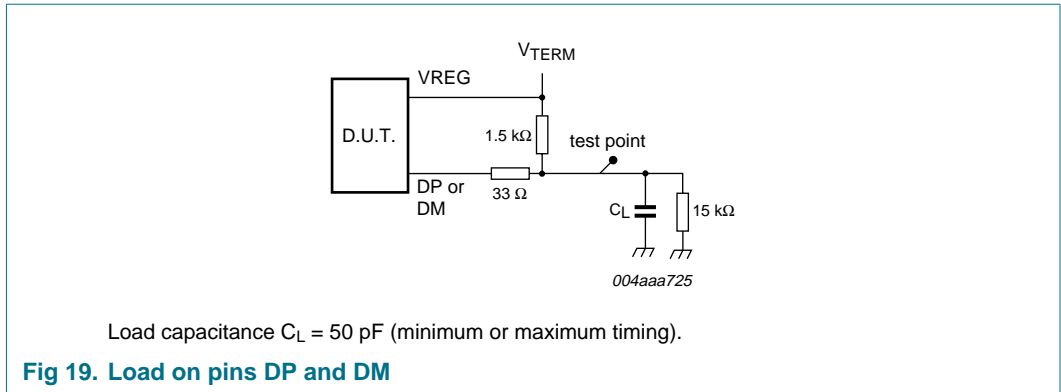 VTERM
VREG
D.U.T.
1.5 kΩ
test point
DP or
DM
33 Ω
CL
15 kΩ
004aaa725
Load capacitance CL = 50 pF (minimum or maximum timing).
Fig 19. Load on pins DP and DM